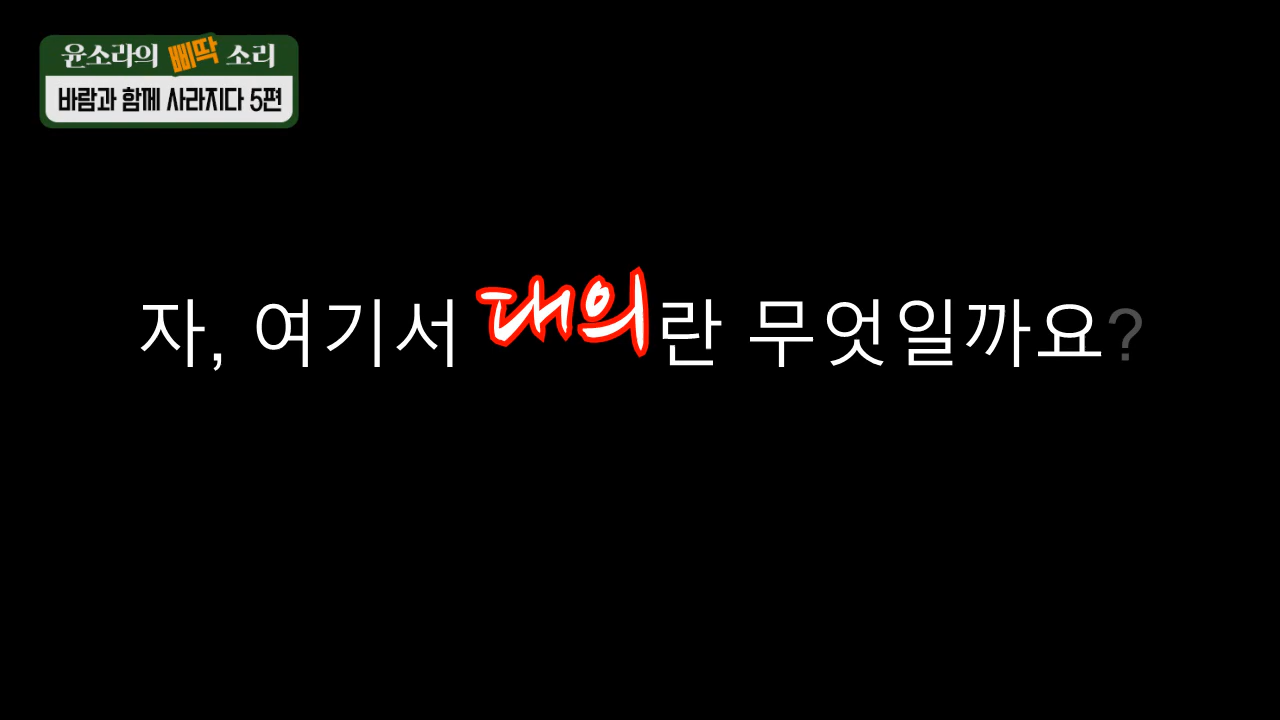 윤소라의 삐딱 소리
바람과 함께 사라지다 5편
자, 여기서 대의란 무엇일까요?